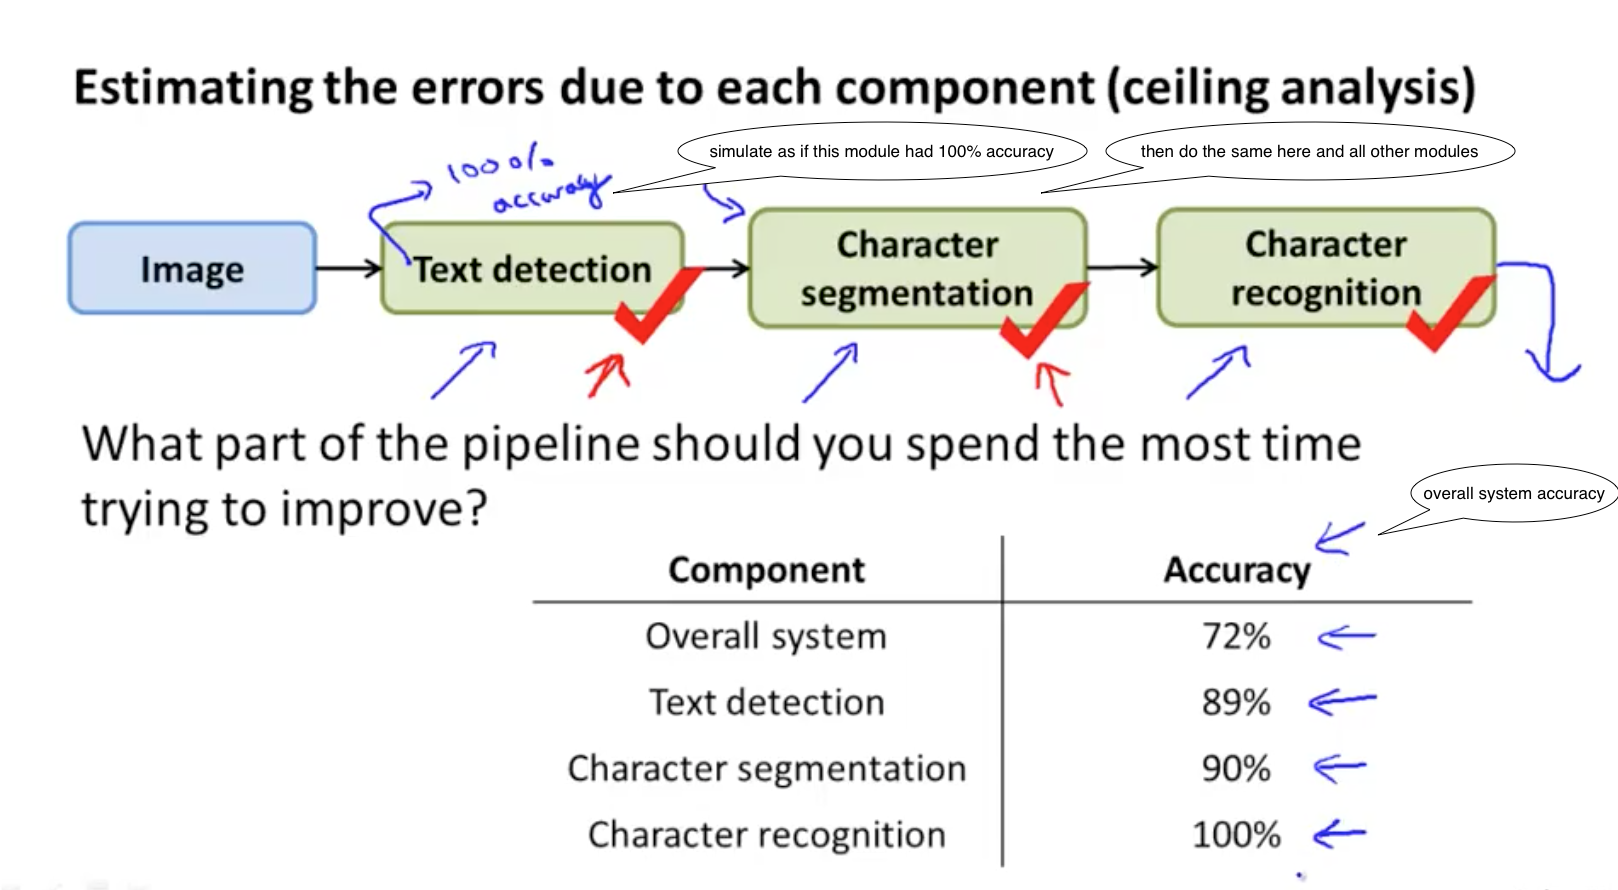 Estimating the errors due to each component (ceiling analysis)
simulate as if this module had 100% accuracy
then do the same here and all other modules
100%
accuracy
Image
Text detection
Character
segmentation
Character
recognition
What part of the pipeline should you spend the most time
trying to improve?
overall system accuracy
Component Accuracy
Overall system 72%
Text detection 89%
Character segmentation 90%
Character recognition 100%